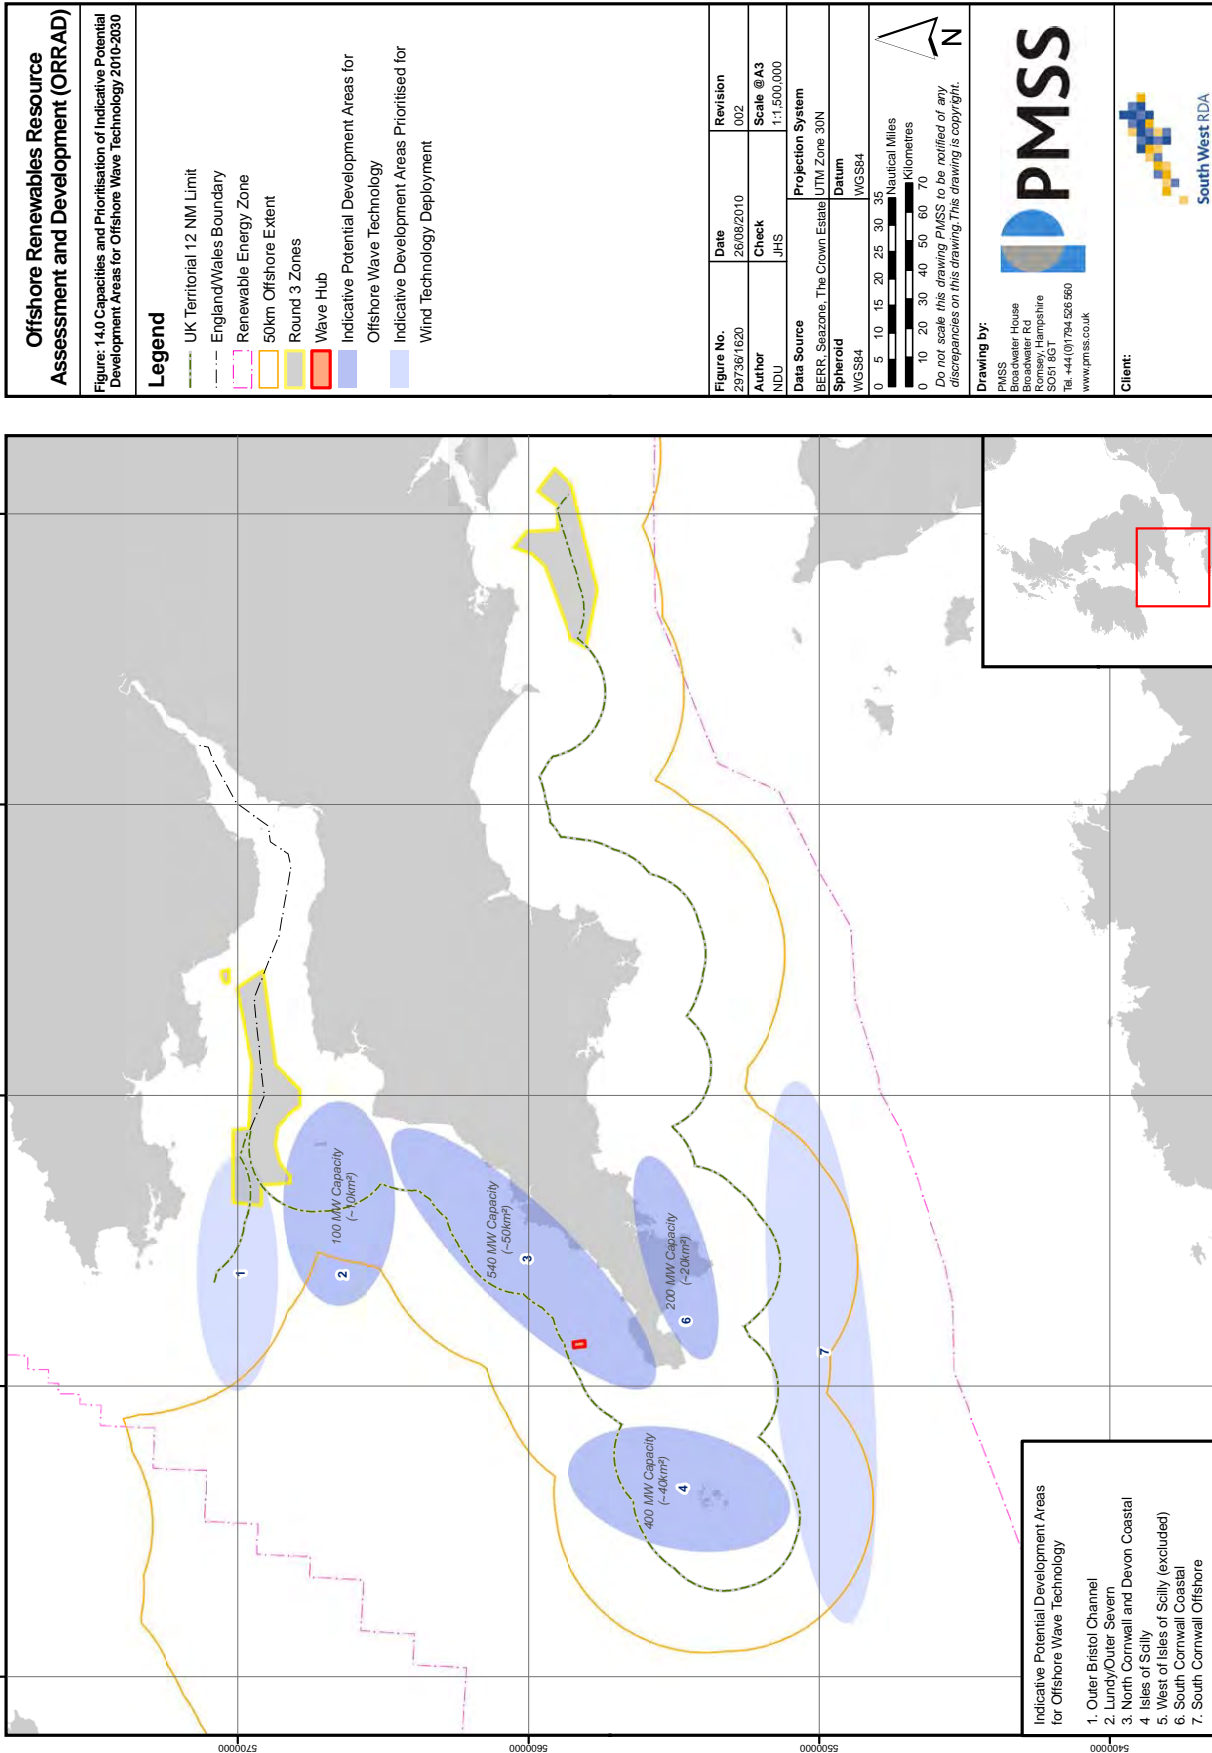 Offshore Renewables Resource
Assessment and Development (ORRAD)
Figure: 14.0 Capacities and Prioritisation of Indicative Potential
Development Areas for Offshore Wave Technology 2010-2030
Legend
UK Territorial 12 NM Limit
England/Wales Boundary
Renewable Energy Zone
50km Offshore Extent
Round 3 Zones
Wave Hub
Indicative Potential Development Areas for
Offshore Wave Technology
Indicative Development Areas Prioritised for
Wind Technology Deployment
Figure No.
29736/1620
Date
26/08/2010
Revision
002
Author
NDU
Check
JHS
Scale @A3
1:1,500,000
Data Source
BERR, Seazone, The Crown Estate
Projection System
UTM Zone 30N
Spheroid
WGS84
Datum
WGS84
0 5 10 15 20 25 30 35
Nautical Miles
Kilometres
0 10 20 30 40 50 60 70
N
Do not scale this drawing PMSS to be notified of any
discrepancies on this drawing. This drawing is copyright.
Drawing by:
PMSS
Broadwater House
Broadwater Rd
Romsey, Hampshire
SO51 8GT
Tel. +44(0)1794 526 560
www.pmss.co.uk
PMSS
Client:
South West RDA
1
100 MW Capacity
(~10km²)
2
540 MW Capacity
(~50km²)
3
200 MW Capacity
(~20km²)
6
400 MW Capacity
(~40km²)
4
7
5700000
5600000
5500000
5400000
Indicative Potential Development Areas
for Offshore Wave Technology
1. Outer Bristol Channel
2. Lundy/Outer Severn
3. North Cornwall and Devon Coastal
4 Isles of Scilly
5. West of Isles of Scilly (excluded)
6. South Cornwall Coastal
7. South Cornwall Offshore